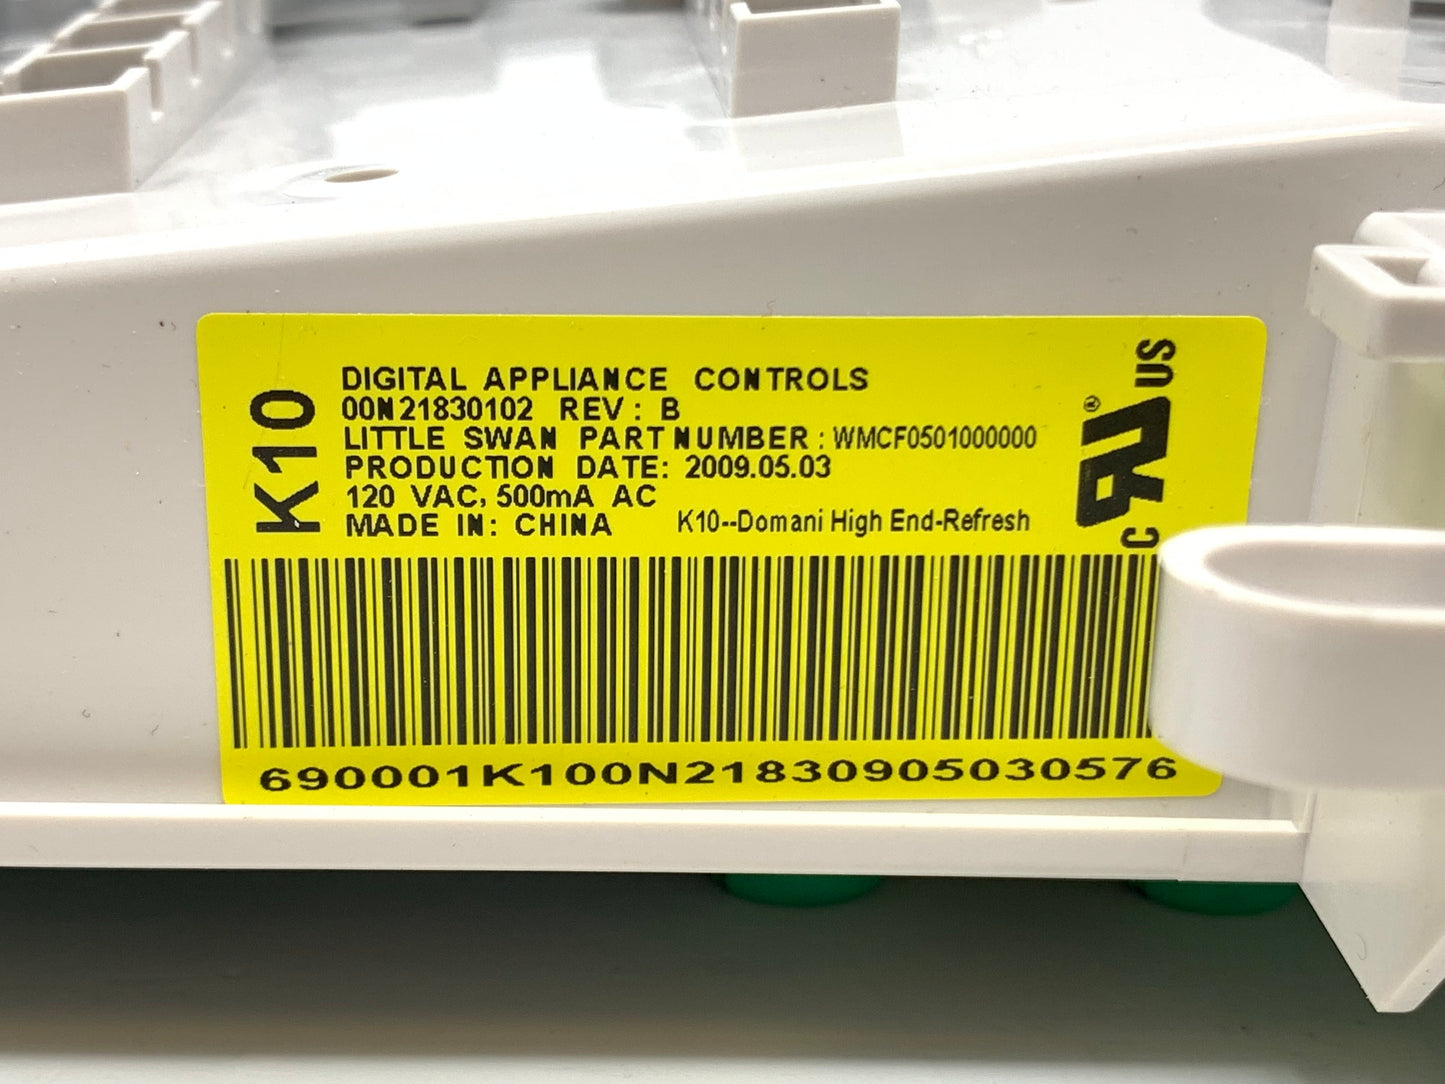 K10
DIGITAL APPLIANCE CONTROLS
00N21830102 REV: B
LITTLE SWAN PART NUMBER: WMCF0501000000
PRODUCTION DATE: 2009.05.03
120 VAC, 500mA AC
MADE IN: CHINA K10--Domani High End-Refresh
C RU® US
690001K100N21830905030576